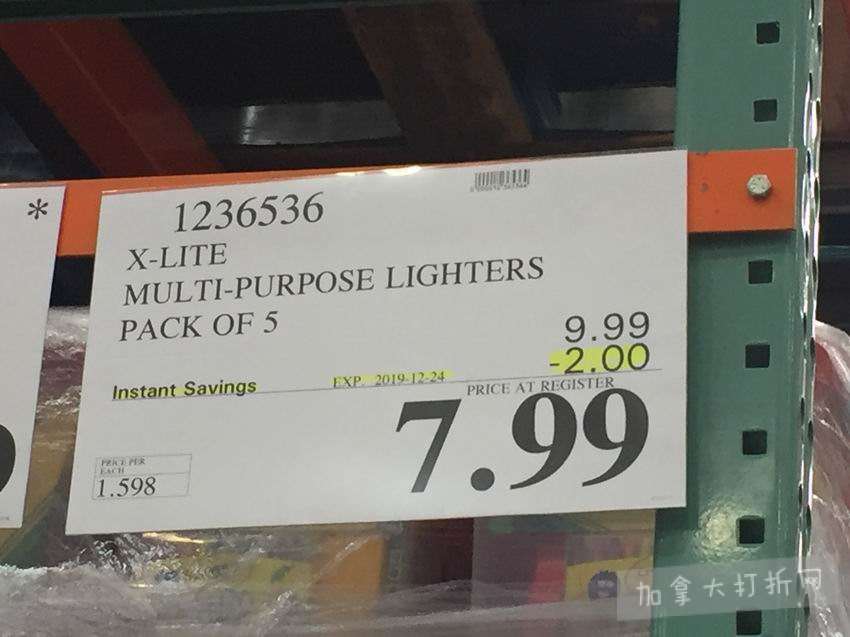 *
1236536
X-LITE
MULTI-PURPOSE LIGHTERS
PACK OF 5
9.99
-2.00
Instant Savings EXP. 2019-12-24
PRICE AT REGISTER
7.99
PRICE PER
EACH
1.598
加拿大打折网